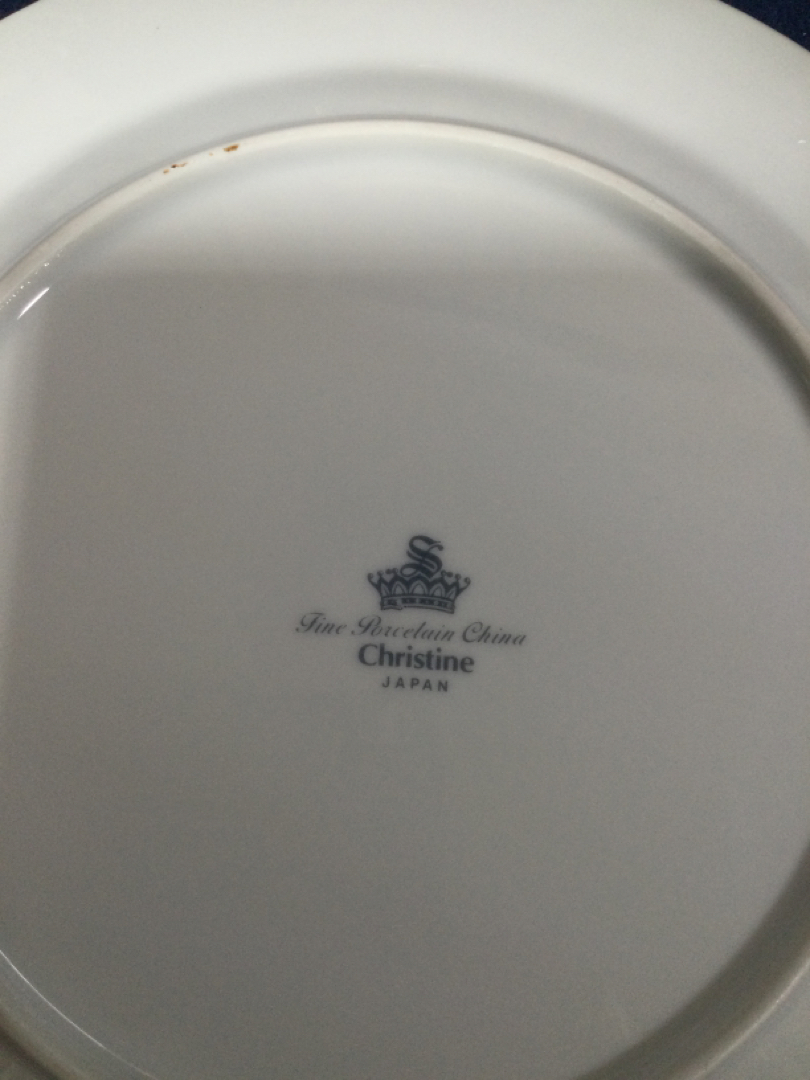 S
Fine Porcelain China
Christine
JAPAN